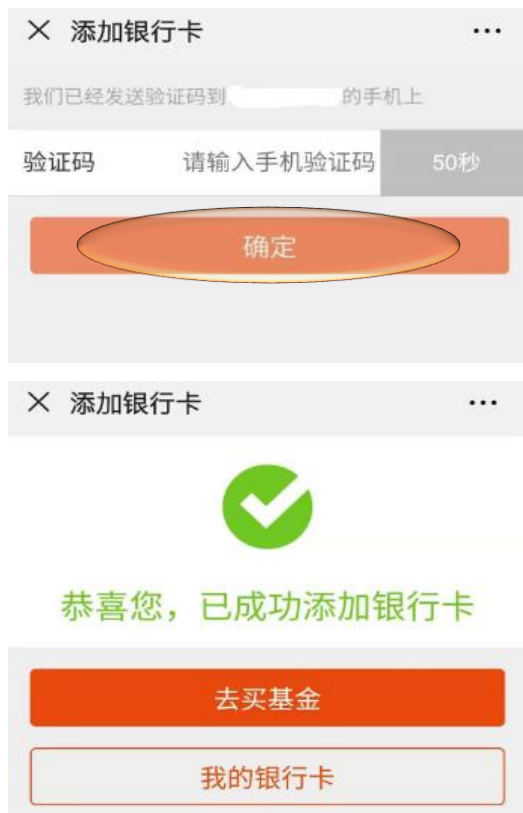 添加银行卡
我们已经发送验证码到 的手机上
验证码 请输入手机验证码 50秒
确定
添加银行卡
恭喜您，已成功添加银行卡
去买基金
我的银行卡